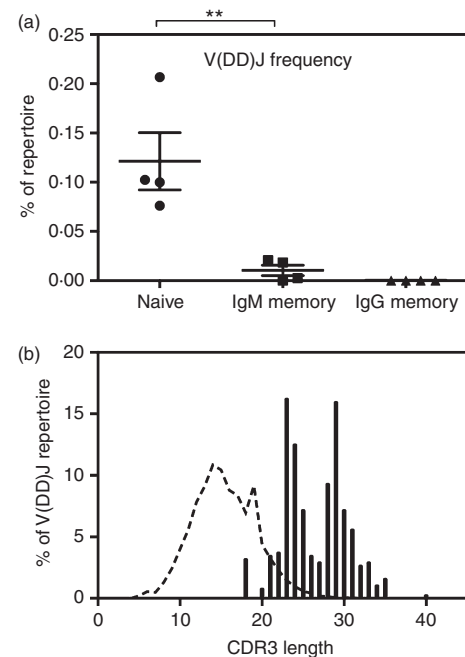 (a)
**
V(DD)J frequency
% of repertoire
0·25
0·20
0·15
0·10
0·05
0·00
Naive IgM memory IgG memory
(b)
% of V(DD)J repertoire
20
15
10
5
0
0 10 20 30 40
CDR3 length